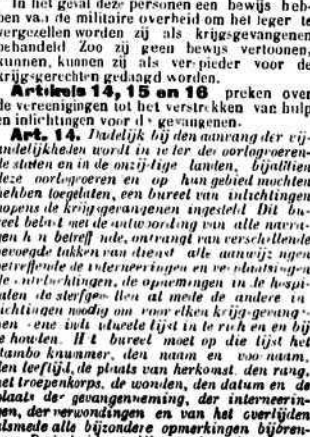 In het geval deze personen een bewijs heb-
ben van de militaire overheid om het leger te
vergezellen worden zij als krijgsgevangenen
behandeld Zoo zij geen bewijs vertoonen,
kunnen, kunnen zij als verspieder voor de
krijgsgerechten gedaagd worden.
Artikels 14, 15 en 16 spreken over
de vereenigingen tot het verstrekken van hulp
en inlichtingen voor de gevangenen.
Art. 14. Dadelijk bij den aanvang der vij-
andelijkheden wordt in ieder der oorlogvoeren-
de staten en in de onzijdige landen, bijaldien
deze oorlogvoeren en op hun gebied mochten
hebben toegelaten, een bureel van inlichtingen
nopens de krijgsgevangenen ingesteld Dit bu-
reel belast met de antwoording van alle navra-
gen hen betreffende, ontvangt van verschillende
bevoegde takken van dienst alle aanwijzingen
betreffende de interneeringen en verplaatsingen
de ontvluchtingen, de opnemingen in de hospi-
talen de sterfgevallen al mede de andere in
lichtingen noodig om voor elken krijgsgevang-
en eene individueele lijst in te richten en bij
te houden. Het bureel moet op die lijst het
stamboeknummer, den naam en voornaam,
den leeftijd, de plaats van herkomst, den rang,
het troepenkorps, de wonden, den datum en de
plaats der gevangenneming, der interneerin-
gen, der verwondingen en van het overlijden
alsmede alle bijzondere opmerkingen bijbren-